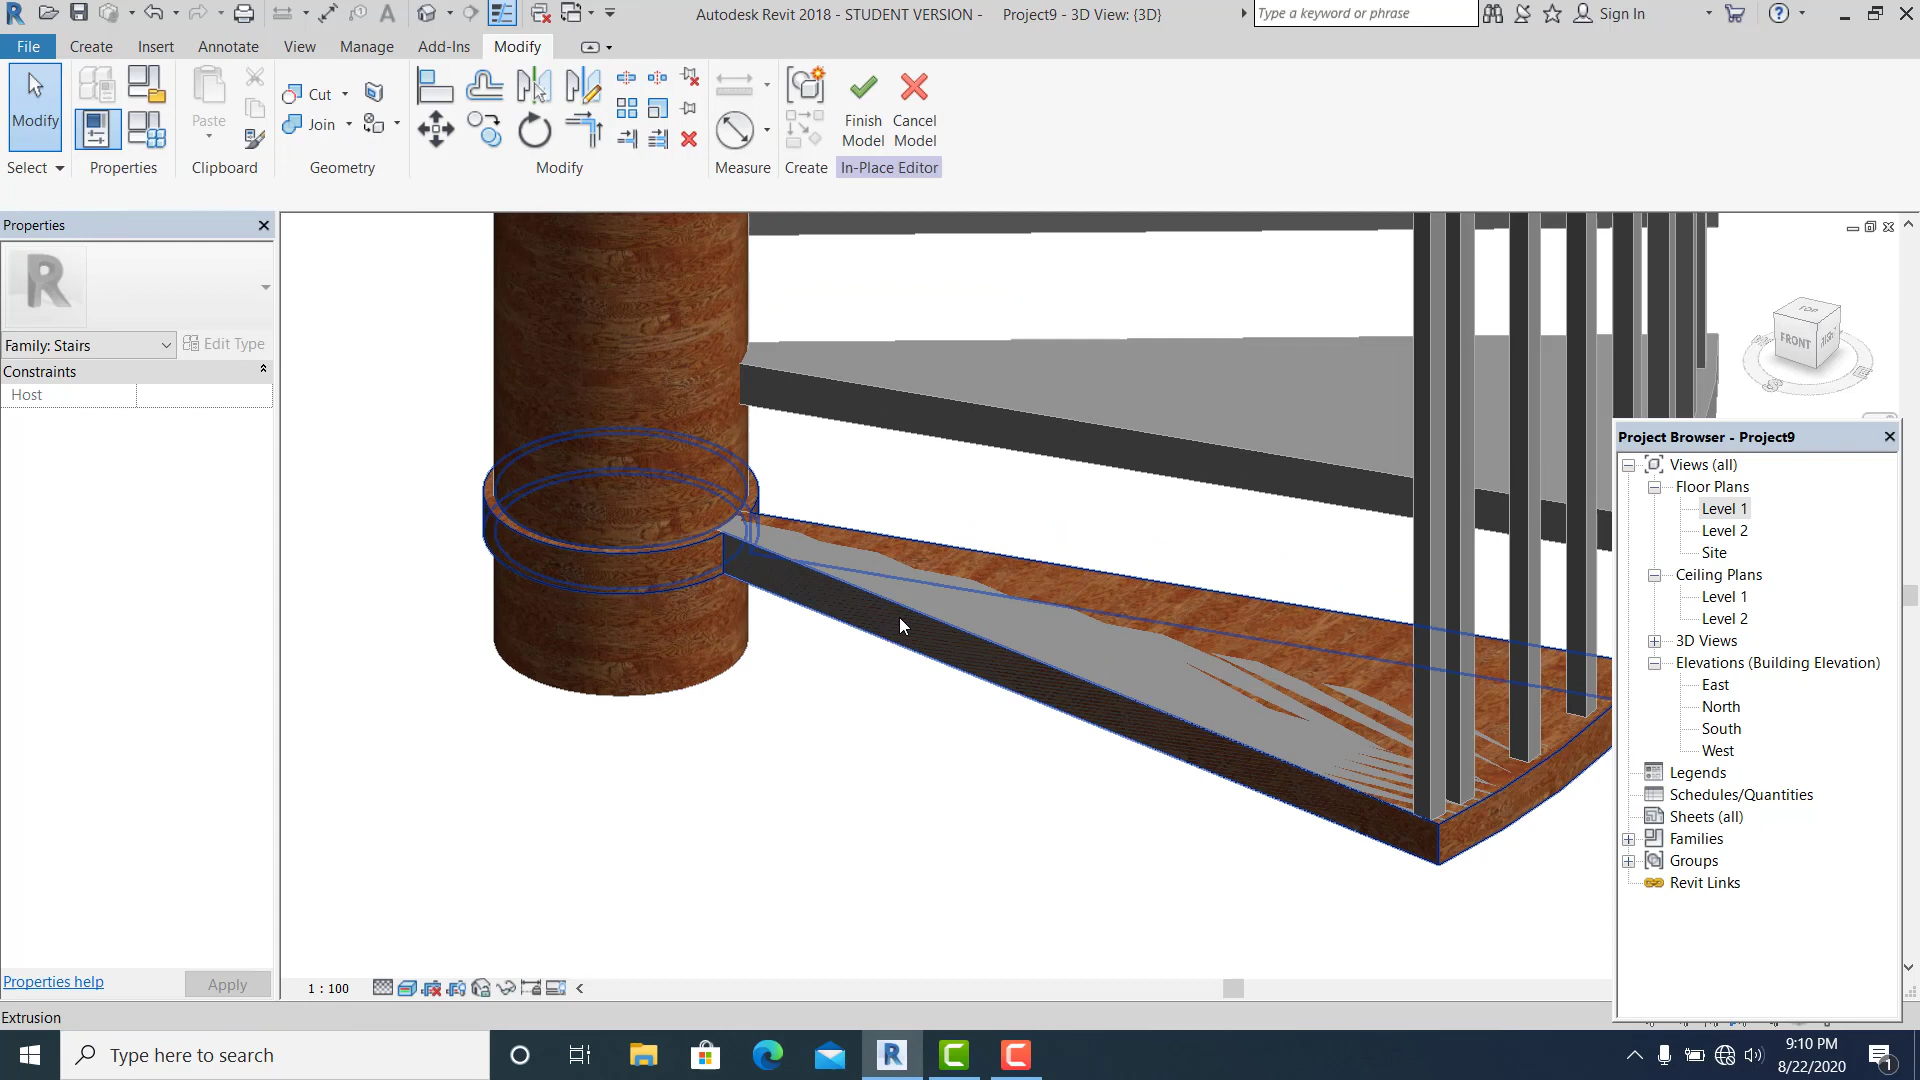 Autodesk Revit 2018 - STUDENT VERSION -    Project9 - 3D View: {3D}
Type a keyword or phrase
Sign In
File Create Insert Annotate View Manage Add-Ins Modify
Modify
Paste
Cut
Join
Finish Model
Cancel Model
Select Properties Clipboard Geometry Modify Measure Create In-Place Editor
Properties
R
Family: Stairs
Edit Type
Constraints
Host
TOP
FRONT
RIGHT
Project Browser - Project9
Views (all)
Floor Plans
Level 1
Level 2
Site
Ceiling Plans
Level 1
Level 2
3D Views
Elevations (Building Elevation)
East
North
South
West
Legends
Schedules/Quantities
Sheets (all)
Families
Groups
Revit Links
Properties help
Apply
1 : 100
Extrusion
Type here to search
9:10 PM
8/22/2020
1